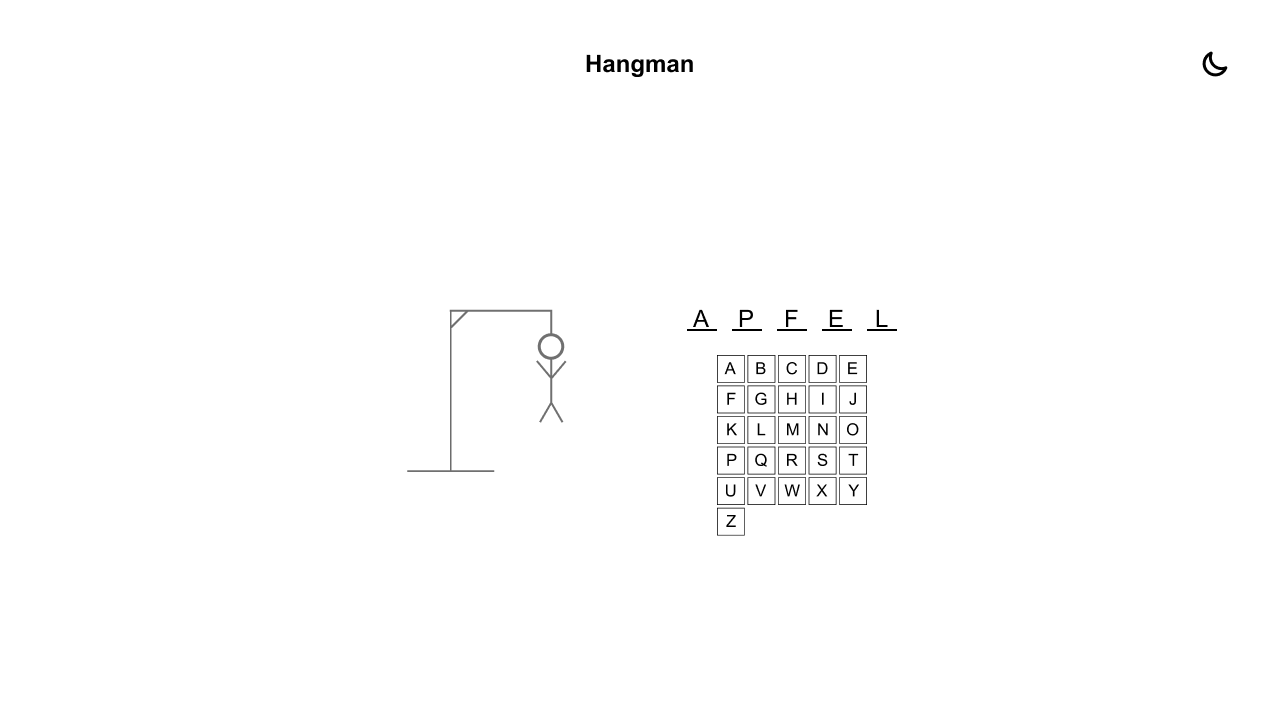 Hangman
A P F E L
A B C D E
F G H I J
K L M N O
P Q R S T
U V W X Y
Z